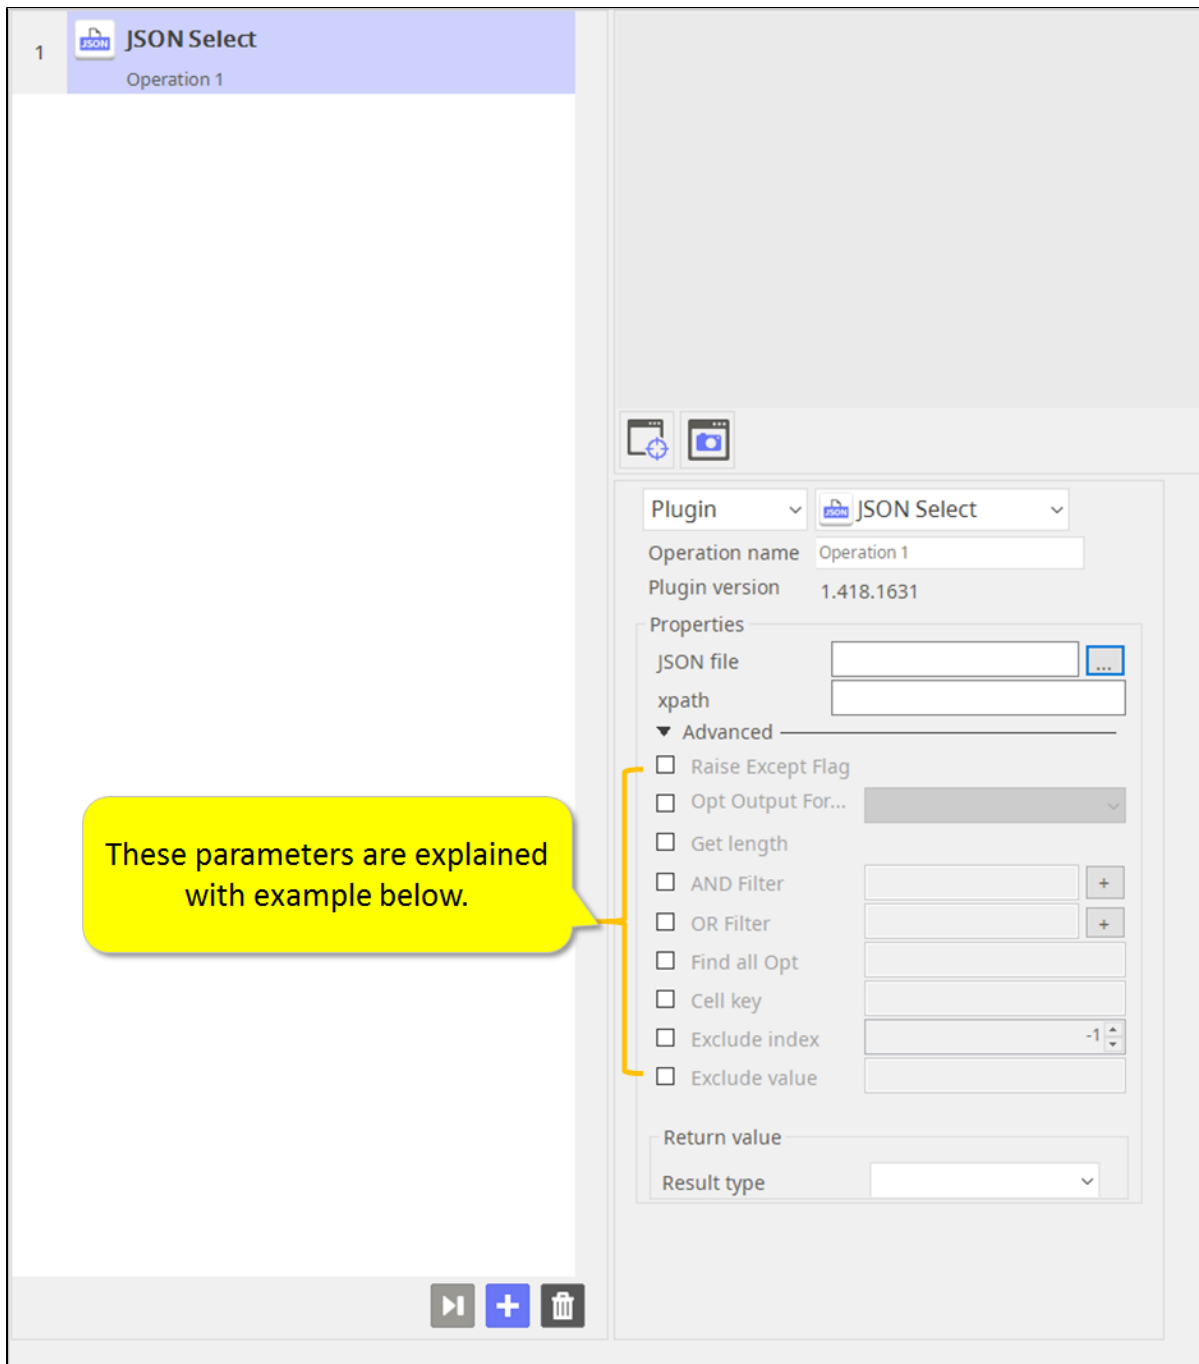 1
JSON
JSON Select
Operation 1
Plugin
JSON
JSON Select
Operation name
Operation 1
Plugin version
1.418.1631
Properties
JSON file
...
xpath
Advanced
Raise Except Flag
Opt Output For...
Get length
AND Filter
+
OR Filter
+
Find all Opt
Cell key
Exclude index
-1
Exclude value
These parameters are explained
with example below.
Return value
Result type